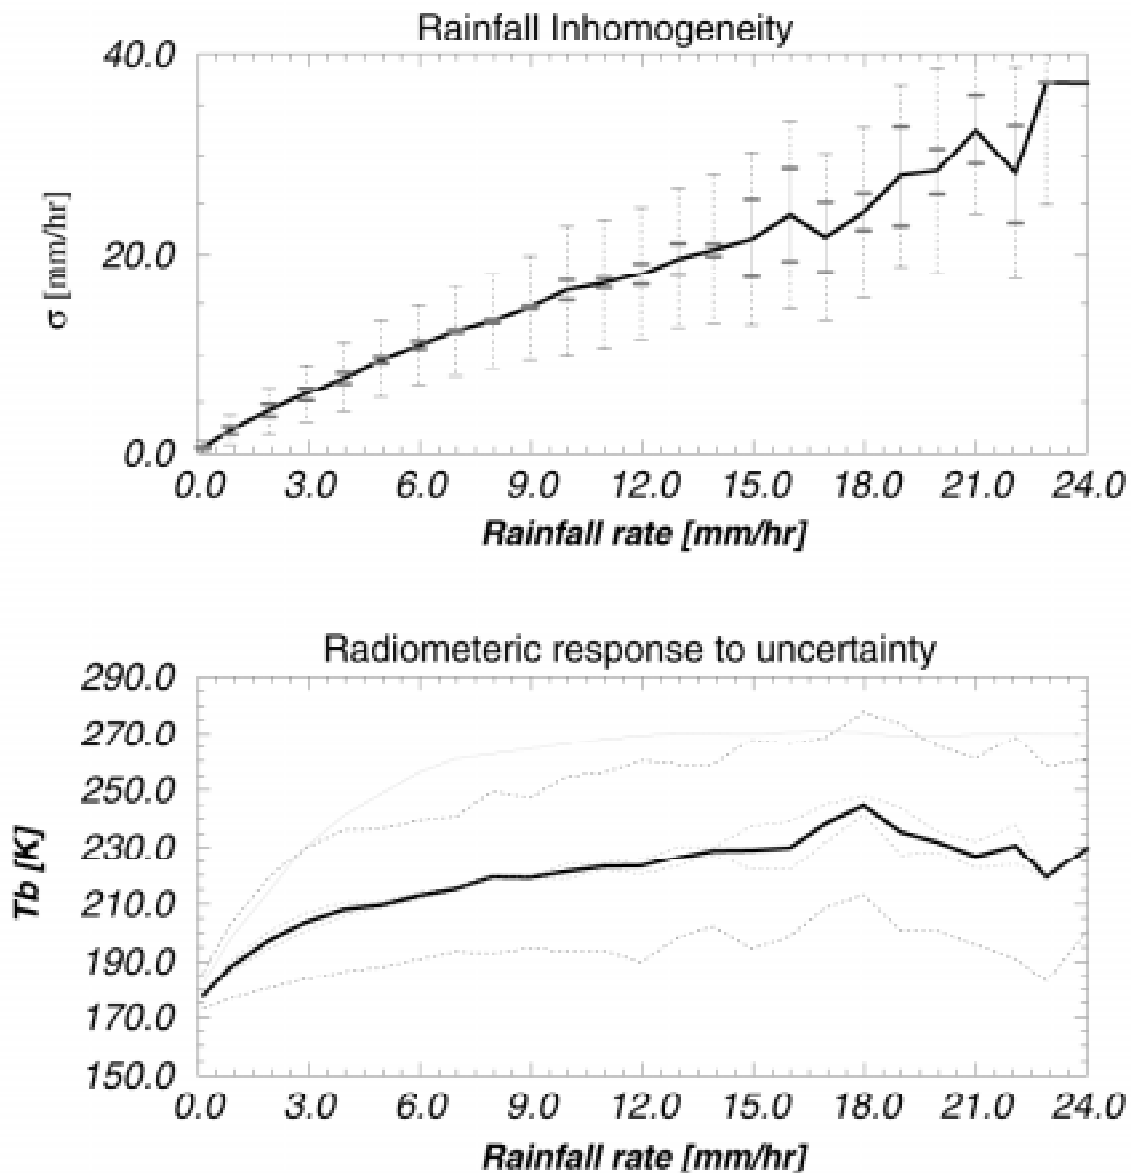 Rainfall Inhomogeneity
40.0
20.0
0.0
σ [mm/hr]
0.0 3.0 6.0 9.0 12.0 15.0 18.0 21.0 24.0
Rainfall rate [mm/hr]
Radiometeric response to uncertainty
290.0
270.0
250.0
230.0
210.0
190.0
170.0
150.0
Tb [K]
0.0 3.0 6.0 9.0 12.0 15.0 18.0 21.0 24.0
Rainfall rate [mm/hr]